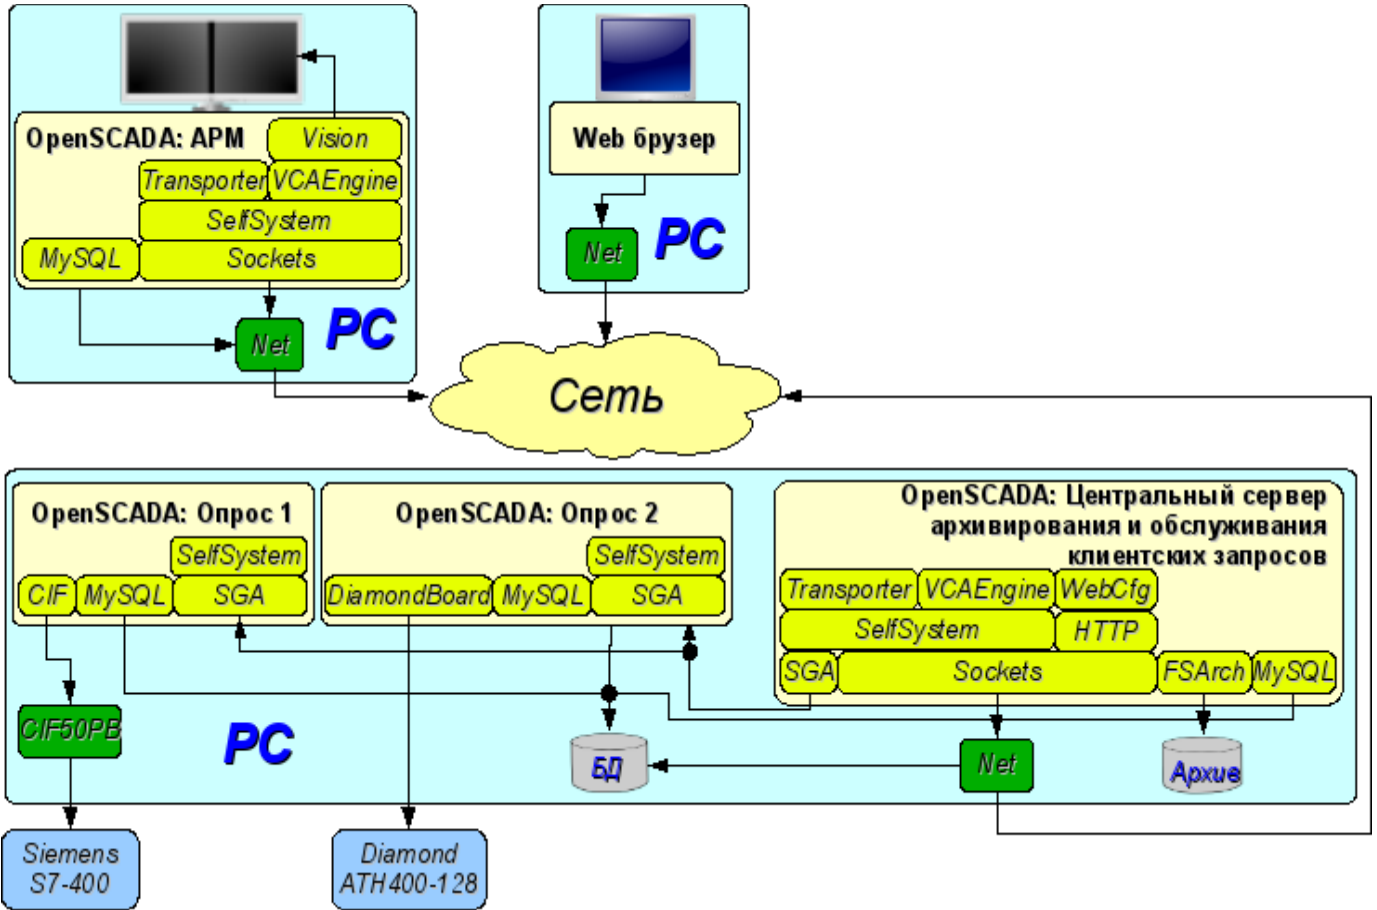 OpenSCADA: АРМ
Vision
Transporter
VCAEngine
SelfSystem
MySQL
Sockets
PC
Net
Web брузер
Net
PC
Сеть
OpenSCADA: Опрос 1
SelfSystem
CIF
MySQL
SGA
OpenSCADA: Опрос 2
SelfSystem
DiamondBoard
MySQL
SGA
OpenSCADA: Центральный сервер
архивирования и обслуживания
клиентских запросов
Transporter
VCAEngine
WebCfg
SelfSystem
HTTP
SGA
Sockets
FSArch
MySQL
CIF50PB
PC
БД
Net
Архив
Siemens
S7-400
Diamond
ATH400-128